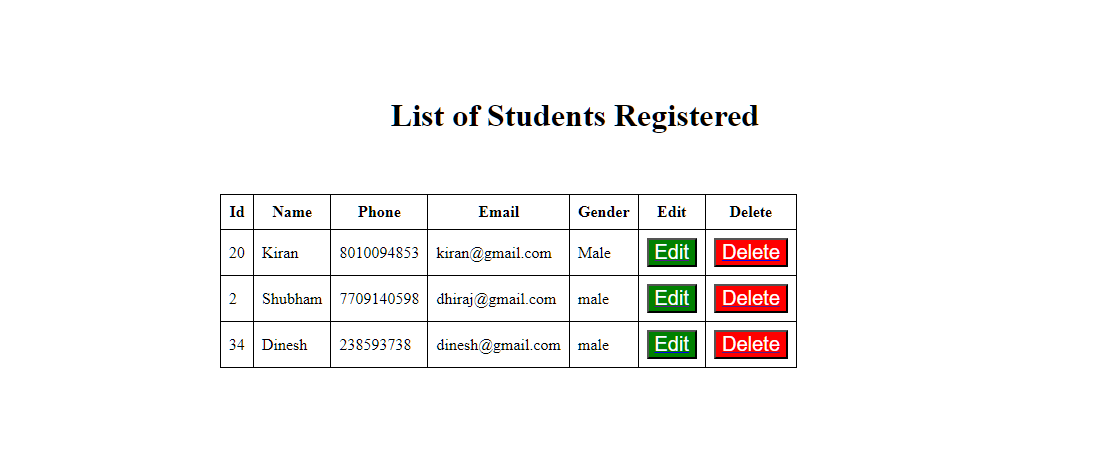 List of Students Registered
Id Name Phone Email Gender Edit Delete
20 Kiran 8010094853 kiran@gmail.com Male Edit Delete
2 Shubham 7709140598 dhiraj@gmail.com male Edit Delete
34 Dinesh 238593738 dinesh@gmail.com male Edit Delete